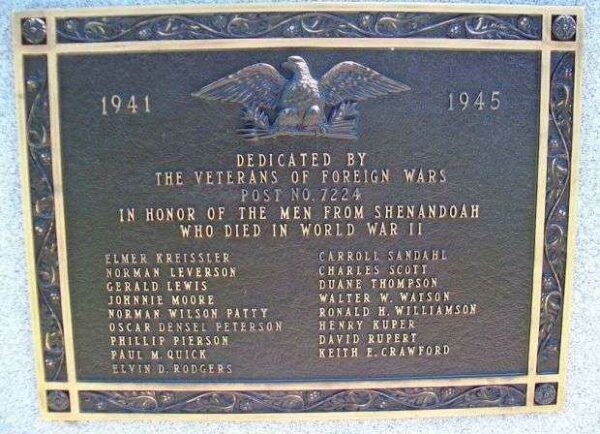 1941 1945
DEDICATED BY
THE VETERANS OF FOREIGN WARS
POST NO. 7224
IN HONOR OF THE MEN FROM SHENANDOAH
WHO DIED IN WORLD WAR II
ELMER KREISSLER
NORMAN LEVERSON
GERALD LEWIS
JOHNNIE MOORE
NORMAN WILSON PATTY
OSCAR DENSEL PETERSON
PHILLIP PIERSON
PAUL M. QUICK
ELVIN D. RODGERS
CARROLL SANDAHL
CHARLES SCOTT
DUANE THOMPSON
WALTER W. WATSON
RONALD H. WILLIAMSON
HENRY KUPER
DAVID RUPERT
KEITH E. CRAWFORD